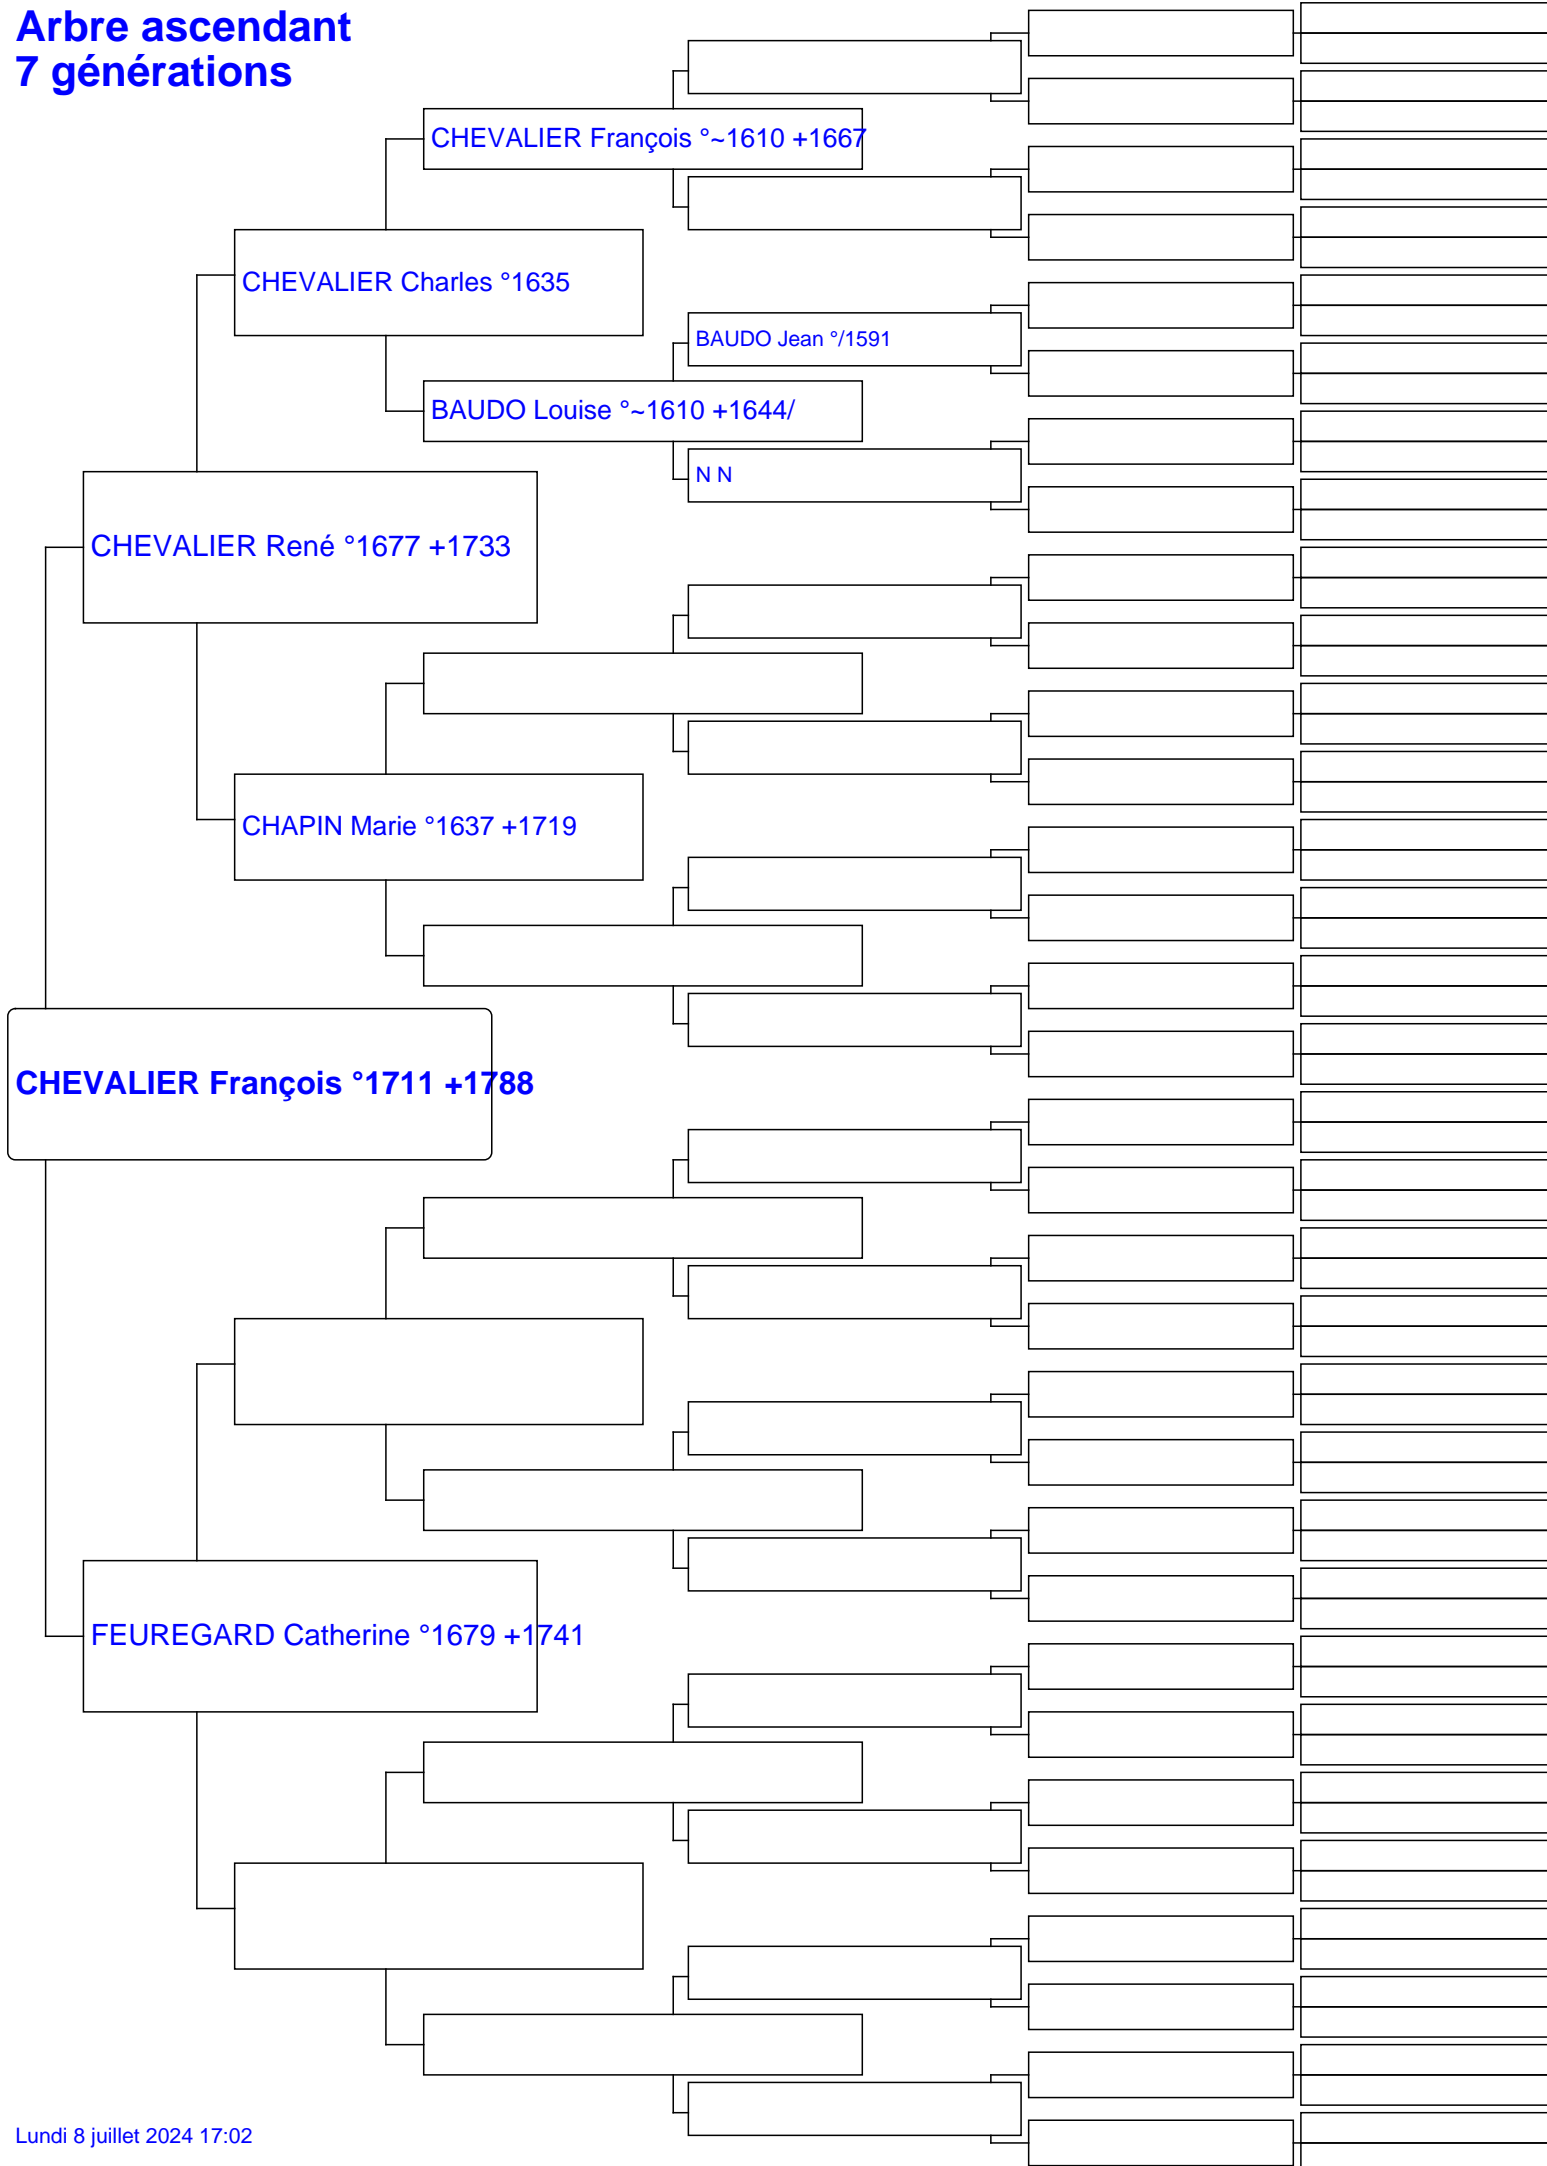 Arbre ascendant
7 générations
CHEVALIER François °~1610 +1667
CHEVALIER Charles °1635
BAUDO Jean °/1591
BAUDO Louise °~1610 +1644/
N N
CHEVALIER René °1677 +1733
CHAPIN Marie °1637 +1719
CHEVALIER François °1711 +1788
FEUREGARD Catherine °1679 +1741
Lundi 8 juillet 2024 17:02